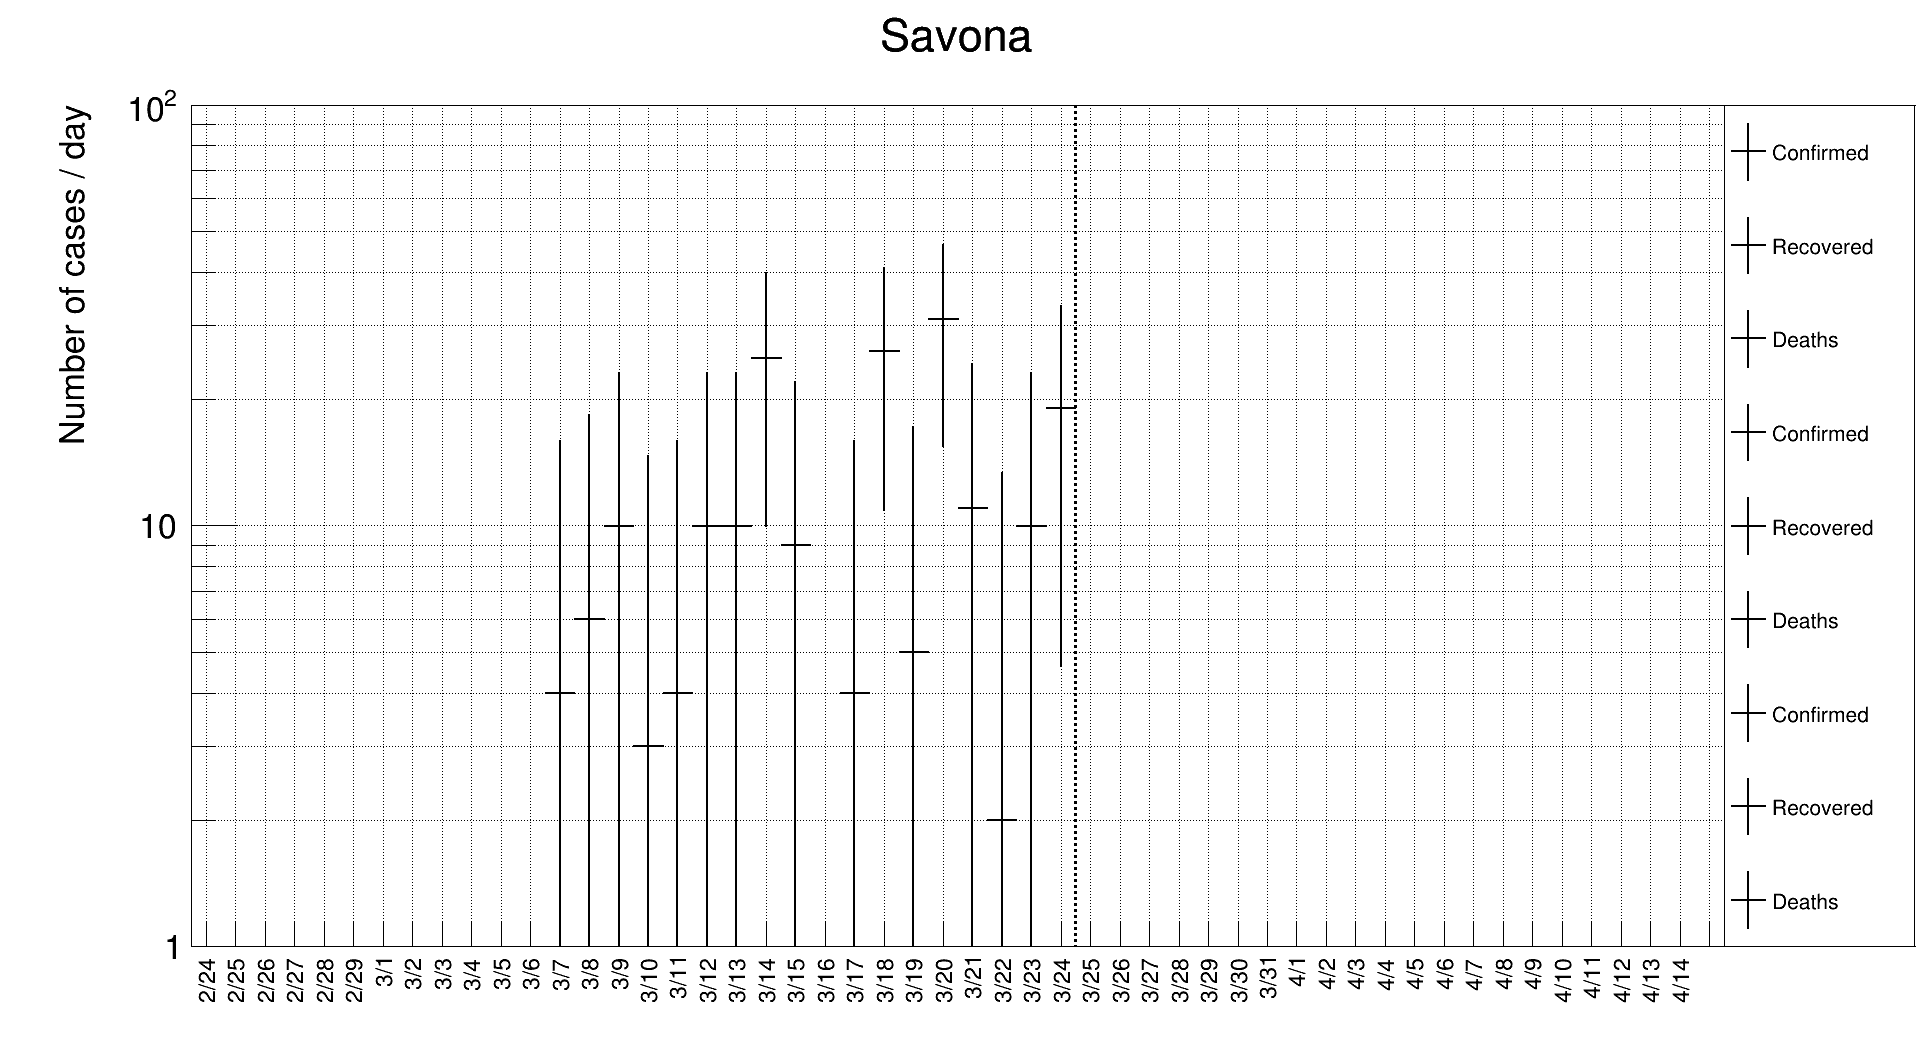 Savona
Number of cases / day
10²
10
1
2/24 2/25 2/26 2/27 2/28 2/29 3/1 3/2 3/3 3/4 3/5 3/6 3/7 3/8 3/9 3/10 3/11 3/12 3/13 3/14 3/15 3/16 3/17 3/18 3/19 3/20 3/21 3/22 3/23 3/24 3/25 3/26 3/27 3/28 3/29 3/30 3/31 4/1 4/2 4/3 4/4 4/5 4/6 4/7 4/8 4/9 4/10 4/11 4/12 4/13 4/14
Confirmed
Recovered
Deaths
Confirmed
Recovered
Deaths
Confirmed
Recovered
Deaths